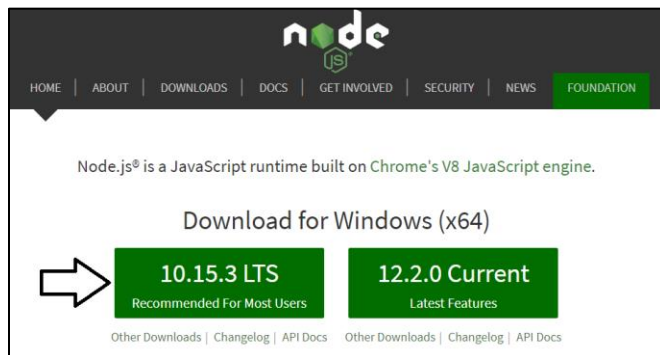 node
JS
HOME | ABOUT | DOWNLOADS | DOCS | GET INVOLVED | SECURITY | NEWS FOUNDATION
Node.js® is a JavaScript runtime built on Chrome's V8 JavaScript engine.
Download for Windows (x64)
10.15.3 LTS 12.2.0 Current
Recommended For Most Users Latest Features
Other Downloads | Changelog | API Docs Other Downloads | Changelog | API Docs